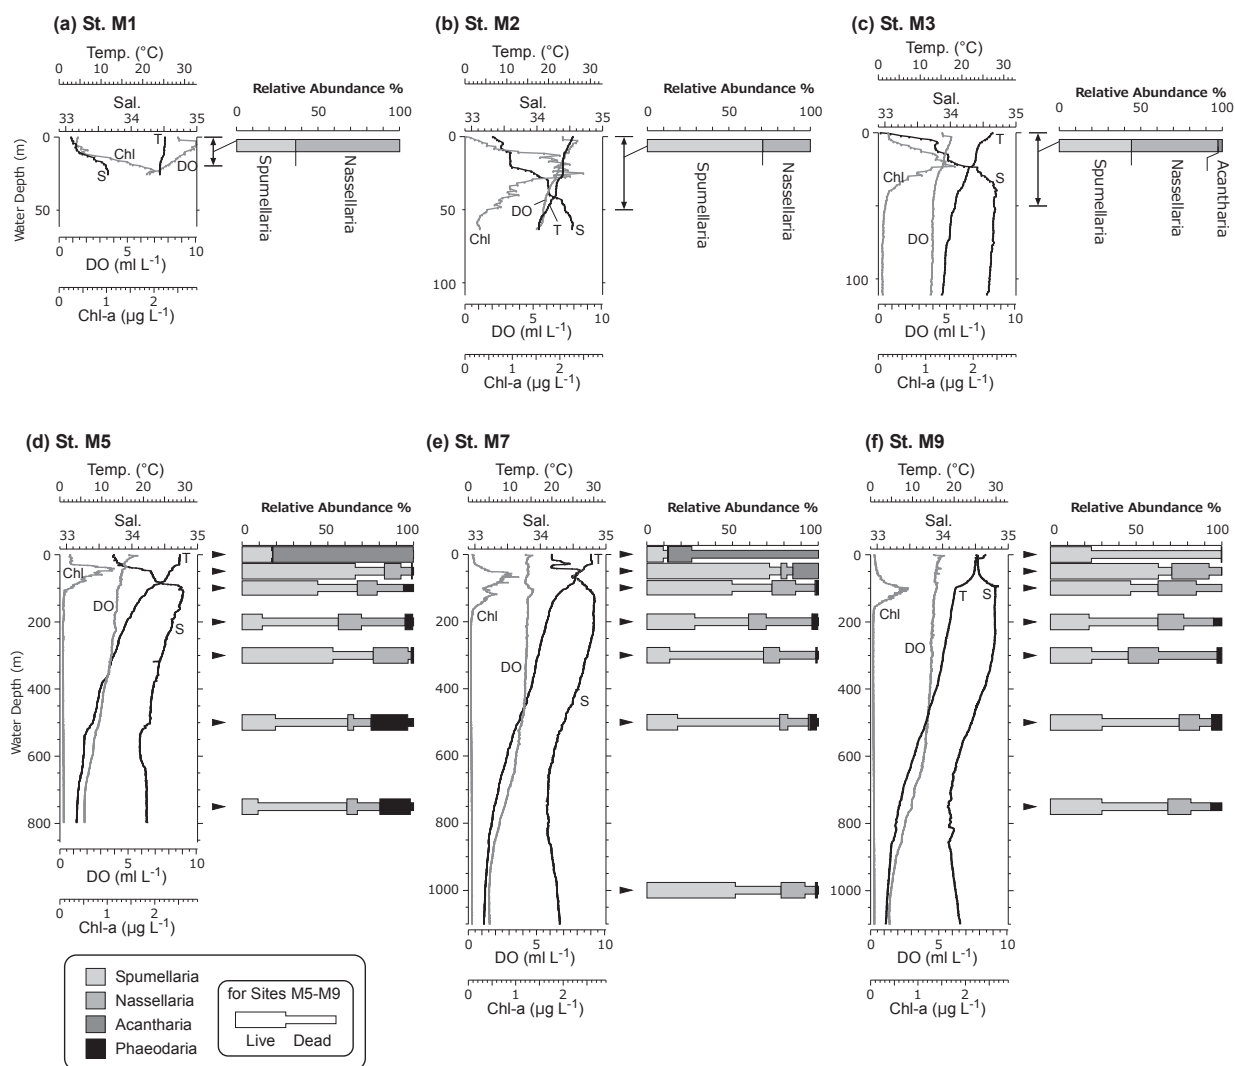 (a) St. M1
Temp. (°C)
0 10 20 30
Sal.
33 34 35
Relative Abundance %
0 50 100
Water Depth (m)
0
50
T
Chl
S
DO
Spumellaria
Nassellaria
0 5 10
DO (ml L-1)
0 1 2
Chl-a (µg L-1)
(b) St. M2
Temp. (°C)
0 10 20 30
Sal.
33 34 35
Relative Abundance %
0 50 100
0
50
100
DO
T
S
Chl
Spumellaria
Nassellaria
0 5 10
DO (ml L-1)
0 1 2
Chl-a (µg L-1)
(c) St. M3
Temp. (°C)
0 10 20 30
Sal.
33 34 35
Relative Abundance %
0 50 100
0
50
100
T
Chl
S
DO
Spumellaria
Nassellaria
Acantharia
0 5 10
DO (ml L-1)
0 1 2
Chl-a (µg L-1)
(d) St. M5
Temp. (°C)
0 10 20 30
Sal.
33 34 35
Relative Abundance %
0 50 100
Water Depth (m)
0
200
400
600
800
T
Chl
DO
S
0 5 10
DO (ml L-1)
0 1 2
Chl-a (µg L-1)
(e) St. M7
Temp. (°C)
0 10 20 30
Sal.
33 34 35
Relative Abundance %
0 50 100
0
200
400
600
800
1000
T
Chl
DO
S
0 5 10
DO (ml L-1)
0 1 2
Chl-a (µg L-1)
(f) St. M9
Temp. (°C)
0 10 20 30
Sal.
33 34 35
Relative Abundance %
0 50 100
0
200
400
600
800
1000
Chl
T
S
DO
0 5 10
DO (ml L-1)
0 1 2
Chl-a (µg L-1)
Spumellaria
Nassellaria
Acantharia
Phaeodaria
for Sites M5-M9
Live Dead